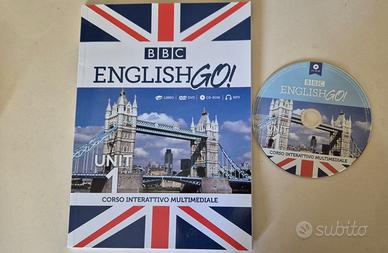 BBC
ENGLISH GO!
LIBRO DVD CD-ROM MP3
UNIT
1
CORSO INTERATTIVO MULTIMEDIALE
BBC
ENGLISH
GO!
UNIT
CORSO INTERATTIVO MULTIMEDIALE
subito